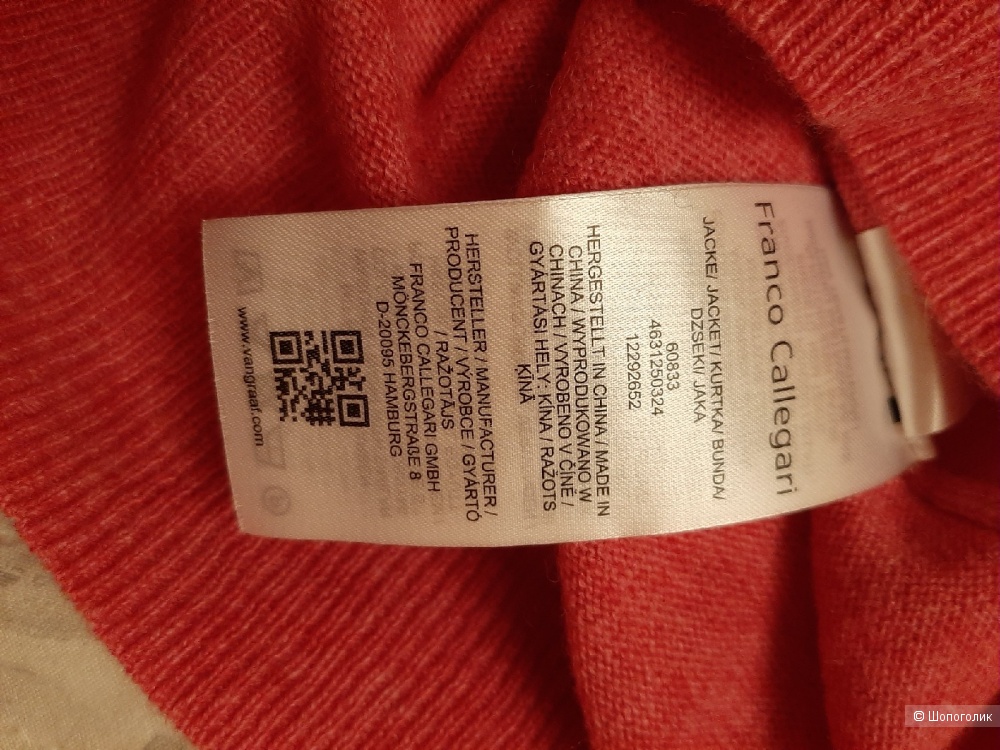 Franco Callegari
JACKE/ JACKET/ KURTKA/ BUNDA/
DZSEKI/ JAKA
60833
4631250324
12292652
HERGESTELLT IN CHINA / MADE IN
CHINA / WYPRODUKOWANO W
CHINACH / VYROBENO V ČÍNĚ /
GYÁRTÁSI HELY: KÍNA / RAŽOTS
ĶĪNĀ
HERSTELLER / MANUFACTURER /
PRODUCENT / VÝROBCE / GYÁRTÓ
/ RAŽOTĀJS
FRANCO CALLEGARI GMBH
MÖNCKEBERGSTRAßE 8
D-20095 HAMBURG
www.vangraaf.com
© Шопоголик